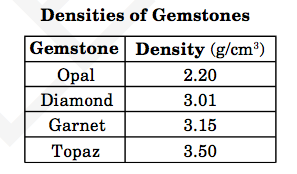 Densities of Gemstones
Gemstone Density (g/cm³)
Opal 2.20
Diamond 3.01
Garnet 3.15
Topaz 3.50